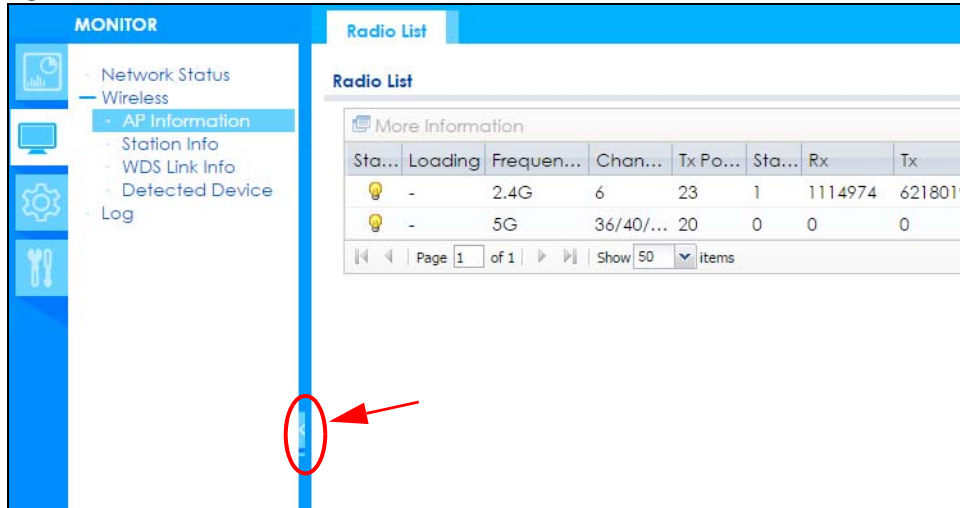 MONITOR
Network Status
Wireless
AP Information
Station Info
WDS Link Info
Detected Device
Log
Radio List
Radio List
More Information
Sta... Loading Frequen... Chan... Tx Po... Sta... Rx Tx
- 2.4G 6 23 1 1114974 621801
- 5G 36/40/... 20 0 0 0
Page 1 of 1 Show 50 items